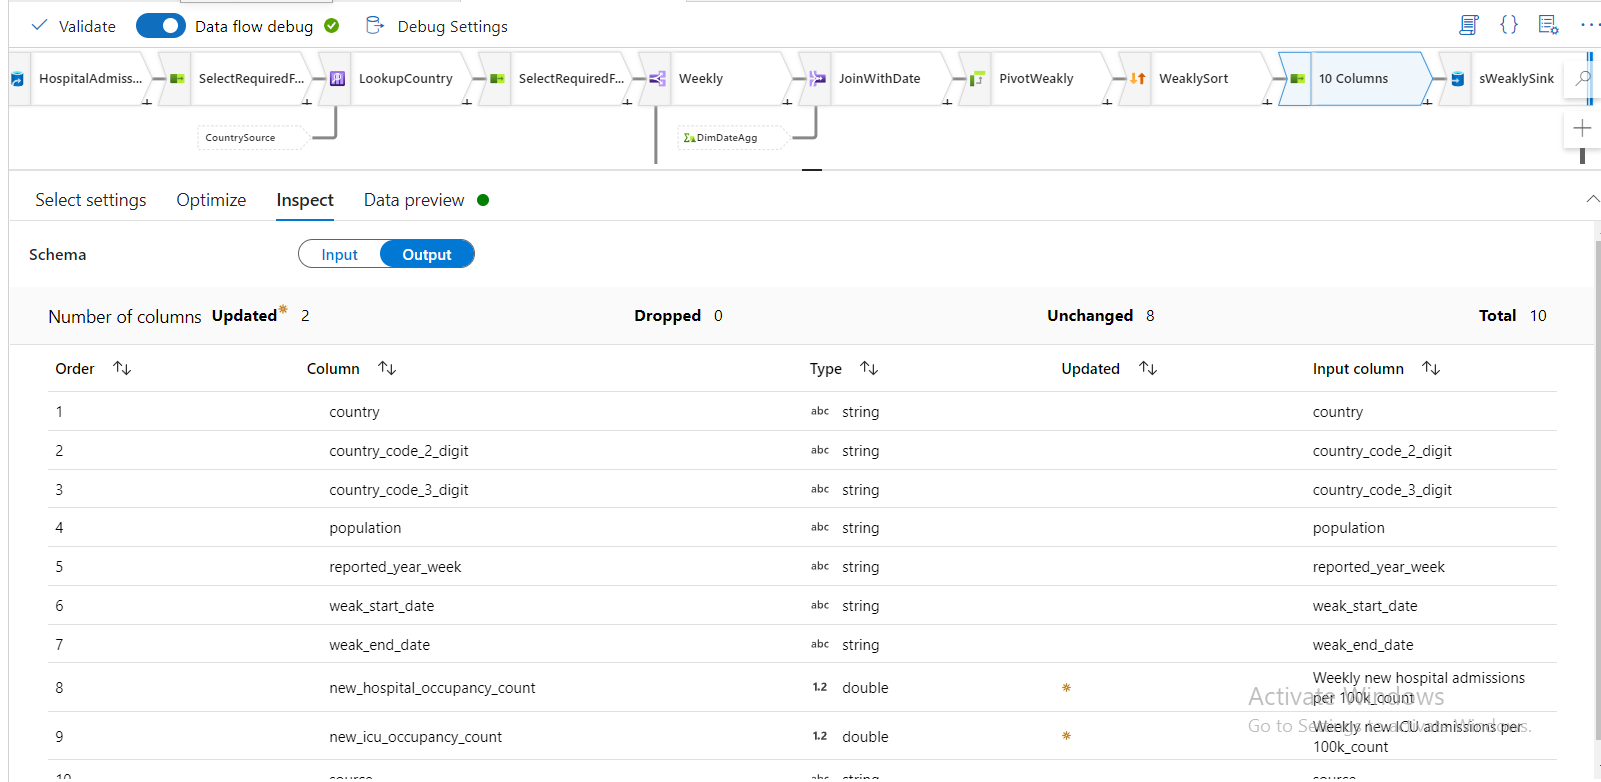 Validate Data flow debug Debug Settings { } ...
HospitalAdmiss... SelectRequiredF... LookupCountry SelectRequiredF... Weekly JoinWithDate PivotWeakly WeaklySort 10 Columns sWeaklySink
+ + + + + + + + +
CountrySource DimDateAgg
Select settings Optimize Inspect Data preview
Schema Input Output
Number of columns Updated* 2 Dropped 0 Unchanged 8 Total 10
Order Column Type Updated Input column
1 country abc string country
2 country_code_2_digit abc string country_code_2_digit
3 country_code_3_digit abc string country_code_3_digit
4 population abc string population
5 reported_year_week abc string reported_year_week
6 weak_start_date abc string weak_start_date
7 weak_end_date abc string weak_end_date
8 new_hospital_occupancy_count 1.2 double * Weekly new hospital admissions
per 100k_count
Activate Windows
Go to Settings to activate Windows.
9 new_icu_occupancy_count 1.2 double * Weekly new ICU admissions per
100k_count
10 source abc string source